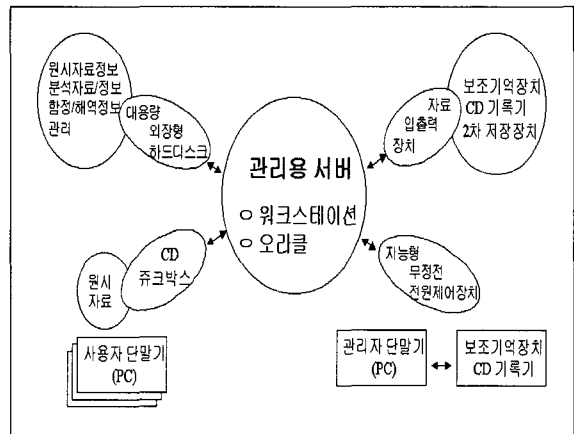 원시자료정보
분석자료/정보
함정/해역정보
관리
대용량
외장형
하드디스크
보조기억장치
CD 기록기
2차 저장장치
자료
입출력
장치
관리용 서버
○ 워크스테이션
○ 오라클
CD
쥬크박스
원시
자료
지능형
무정전
전원제어장치
사용자 단말기
(PC)
관리자 단말기
(PC)
보조기억장치
CD 기록기